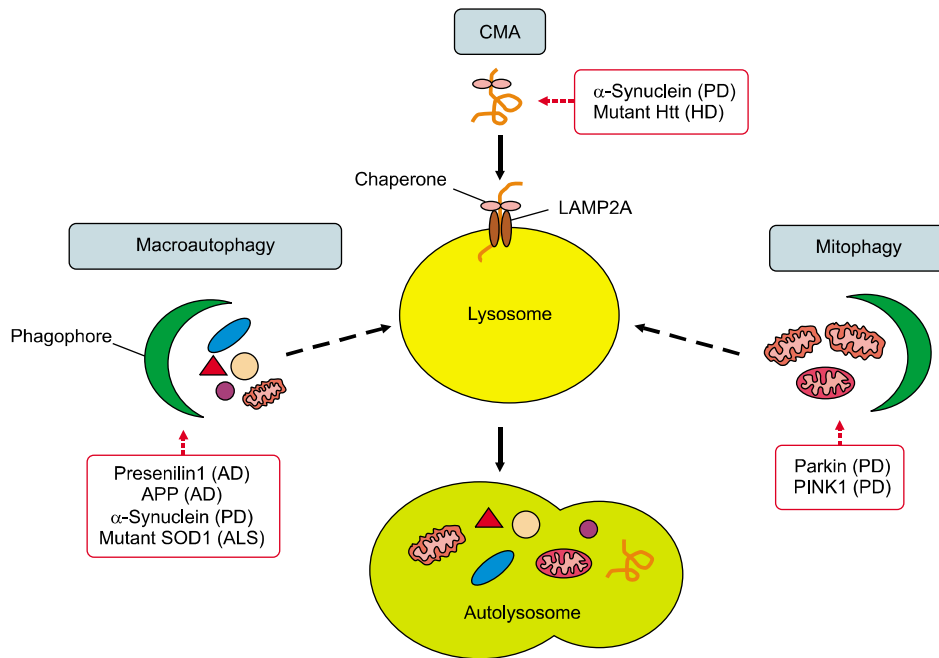 CMA
α-Synuclein (PD)
Mutant Htt (HD)
Chaperone
LAMP2A
Macroautophagy
Mitophagy
Phagophore
Lysosome
Presenilin1 (AD)
APP (AD)
α-Synuclein (PD)
Mutant SOD1 (ALS)
Parkin (PD)
PINK1 (PD)
Autolysosome